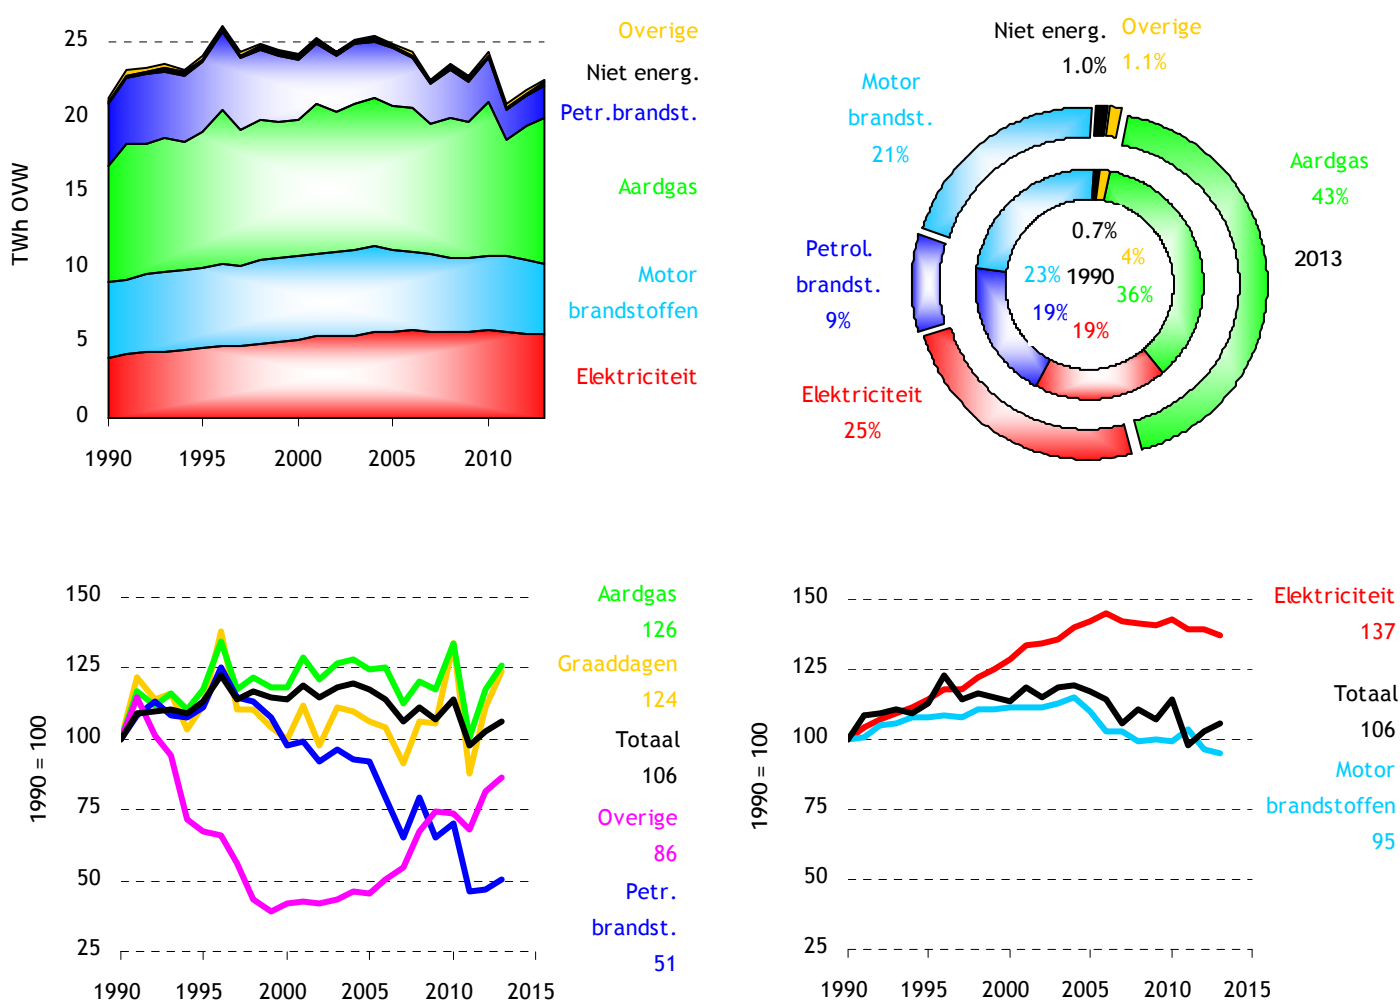 TWh OVW
25
20
15
10
5
0
1990 1995 2000 2005 2010
Overige
Niet energ.
Petr.brandst.
Aardgas
Motor
brandstoffen
Elektriciteit
Niet energ.
1.0%
Overige
1.1%
Motor
brandst.
21%
Aardgas
43%
2013
Petrol.
brandst.
9%
Elektriciteit
25%
0.7%
4%
23%
1990
36%
19%
19%
1990 = 100
150
125
100
75
50
25
1990 1995 2000 2005 2010 2015
Aardgas
126
Graaddagen
124
Totaal
106
Overige
86
Petr.
brandst.
51
1990 = 100
150
125
100
75
50
25
1990 1995 2000 2005 2010 2015
Elektriciteit
137
Totaal
106
Motor
brandstoffen
95